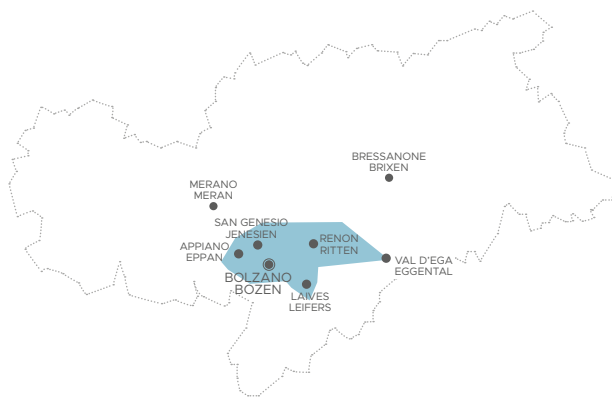 BRESSANONE
BRIXEN
MERANO
MERAN
SAN GENESIO
JENESIEN
RENON
RITTEN
APPIANO
EPPAN
VAL D'EGA
EGGENTAL
BOLZANO
BOZEN
LAIVES
LEIFERS